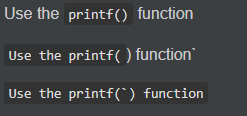 Use the printf() function
Use the printf( ) function`
Use the printf(`) function